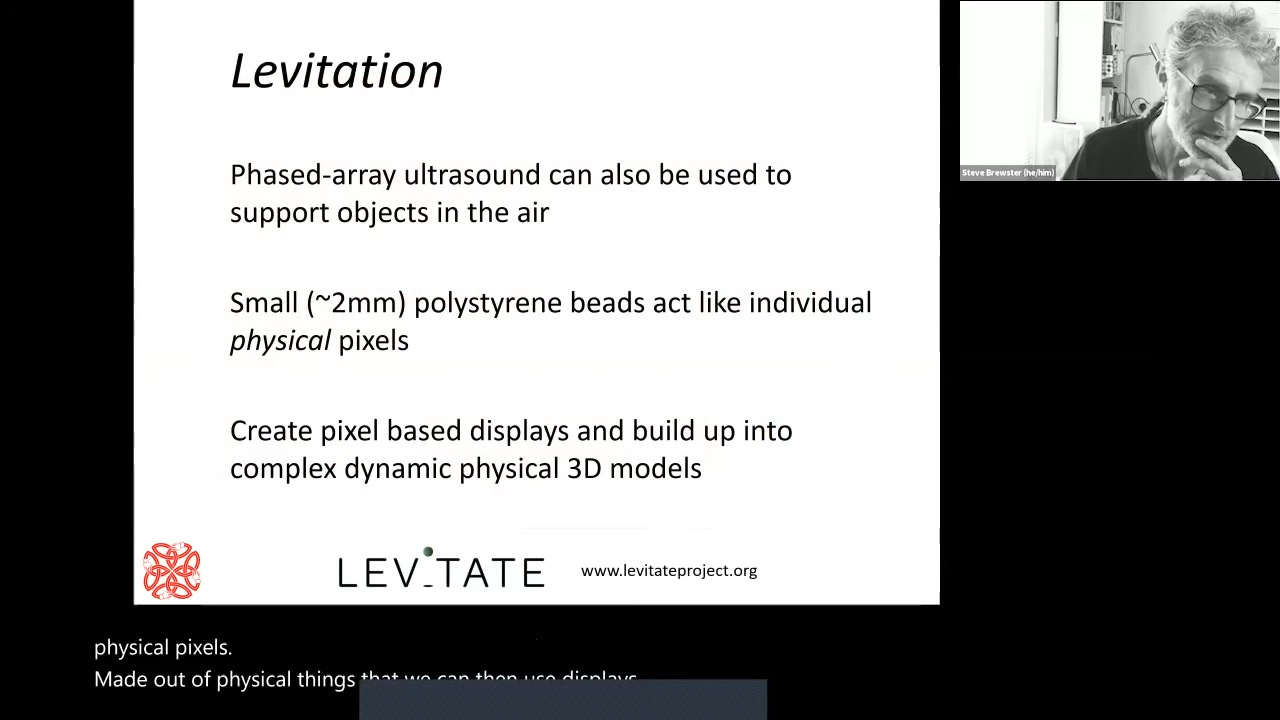 Levitation
Phased-array ultrasound can also be used to
support objects in the air
Small (~2mm) polystyrene beads act like individual
physical pixels
Create pixel based displays and build up into
complex dynamic physical 3D models
LEVITATE
www.levitateproject.org
Steve Brewster (he/him)
physical pixels.
Made out of physical things that we can then use displays